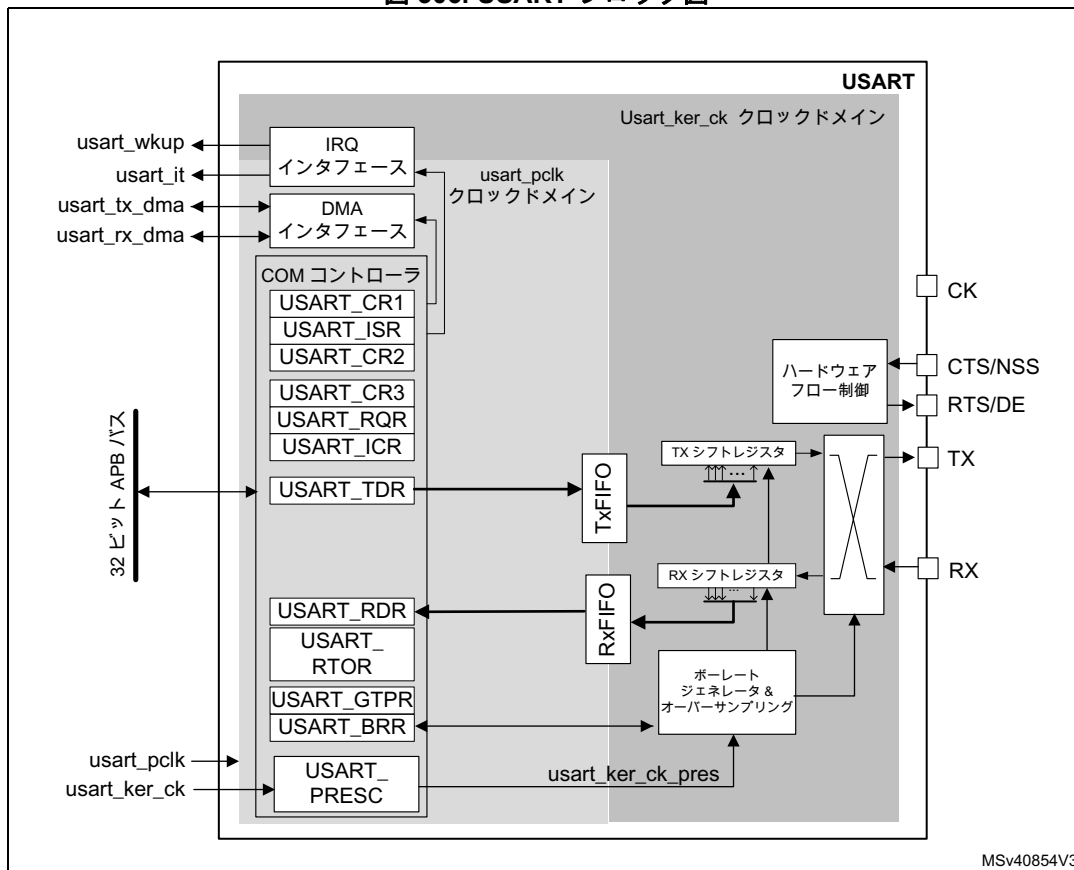 USART
Usart_ker_ck クロックドメイン
usart_wkup
usart_it
usart_tx_dma
usart_rx_dma
IRQ
インタフェース
DMA
インタフェース
usart_pclk
クロックドメイン
COM コントローラ
USART_CR1
USART_ISR
USART_CR2
USART_CR3
USART_RQR
USART_ICR
USART_TDR
32 ビット APB バス
TxFIFO
TX シフトレジスタ
...
ハードウェア
フロー制御
CK
CTS/NSS
RTS/DE
TX
RX
RX シフトレジスタ
...
RxFIFO
USART_RDR
USART_
RTOR
USART_GTPR
USART_BRR
ボーレート
ジェネレータ &
オーバーサンプリング
usart_pclk
usart_ker_ck
USART_
PRESC
usart_ker_ck_pres
MSv40854V3